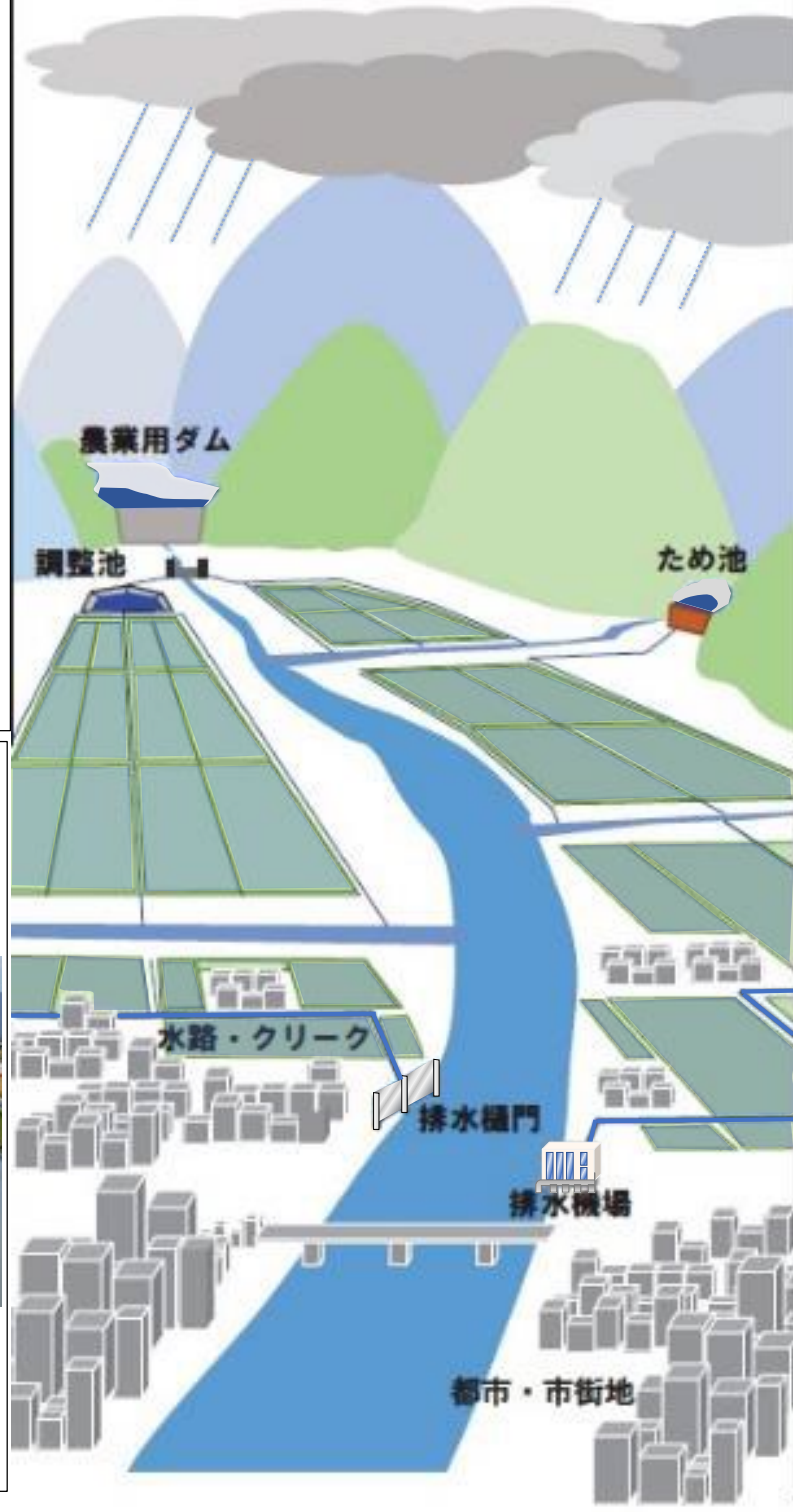 農業用ダム
調整池
ため池
水路・クリーク
排水樋門
排水機場
都市・市街地